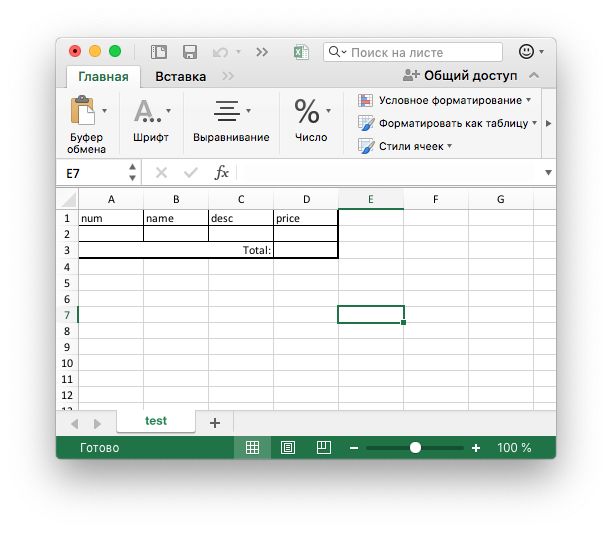 Поиск на листе
Главная Вставка Общий доступ
Буфер обмена
A... Шрифт
Выравнивание
% Число
Условное форматирование
Форматировать как таблицу
Стили ячеек
E7 fx
A B C D E F G
1 num name desc price
2
3 Total:
4
5
6
7
8
9
10
11
12
test +
Готово 100 %